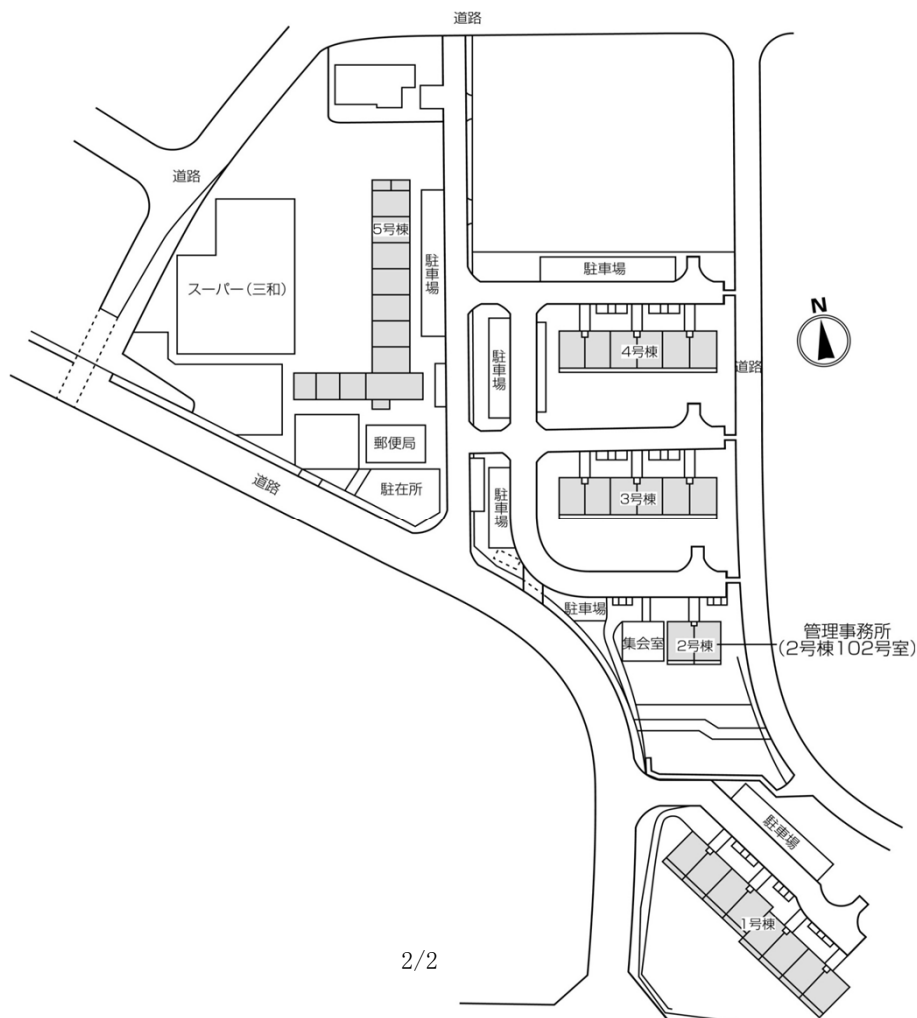 道路
道路
5号棟
駐車場
スーパー(三和)
駐車場
N
4号棟
道路
駐車場
郵便局
駐在所
道路
3号棟
駐車場
駐車場
集会室
2号棟
管理事務所
(2号棟102号室)
駐車場
1号棟
2/2